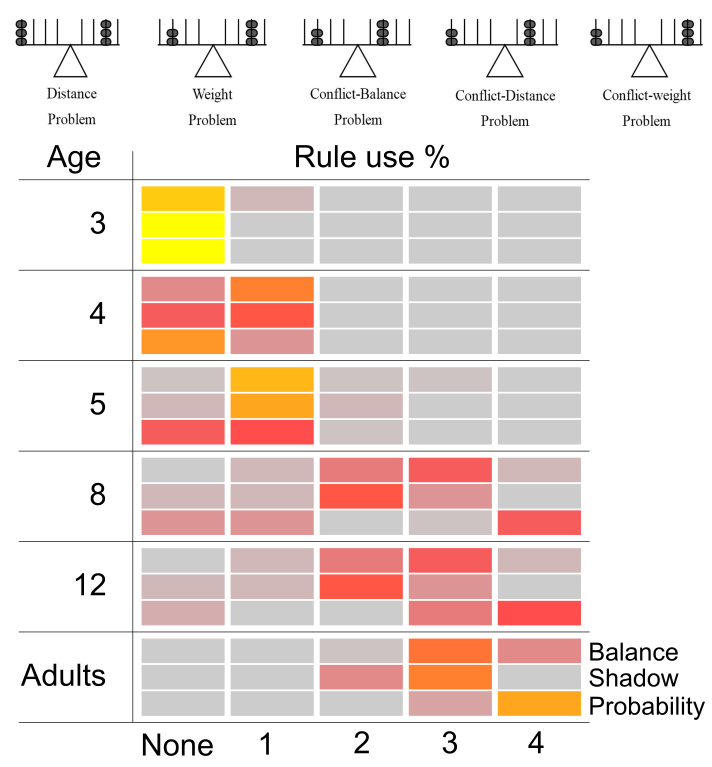 Distance
Problem
Weight
Problem
Conflict-Balance
Problem
Conflict-Distance
Problem
Conflict-weight
Problem
Age Rule use %
3
4
5
8
12
Adults
Balance
Shadow
Probability
None 1 2 3 4